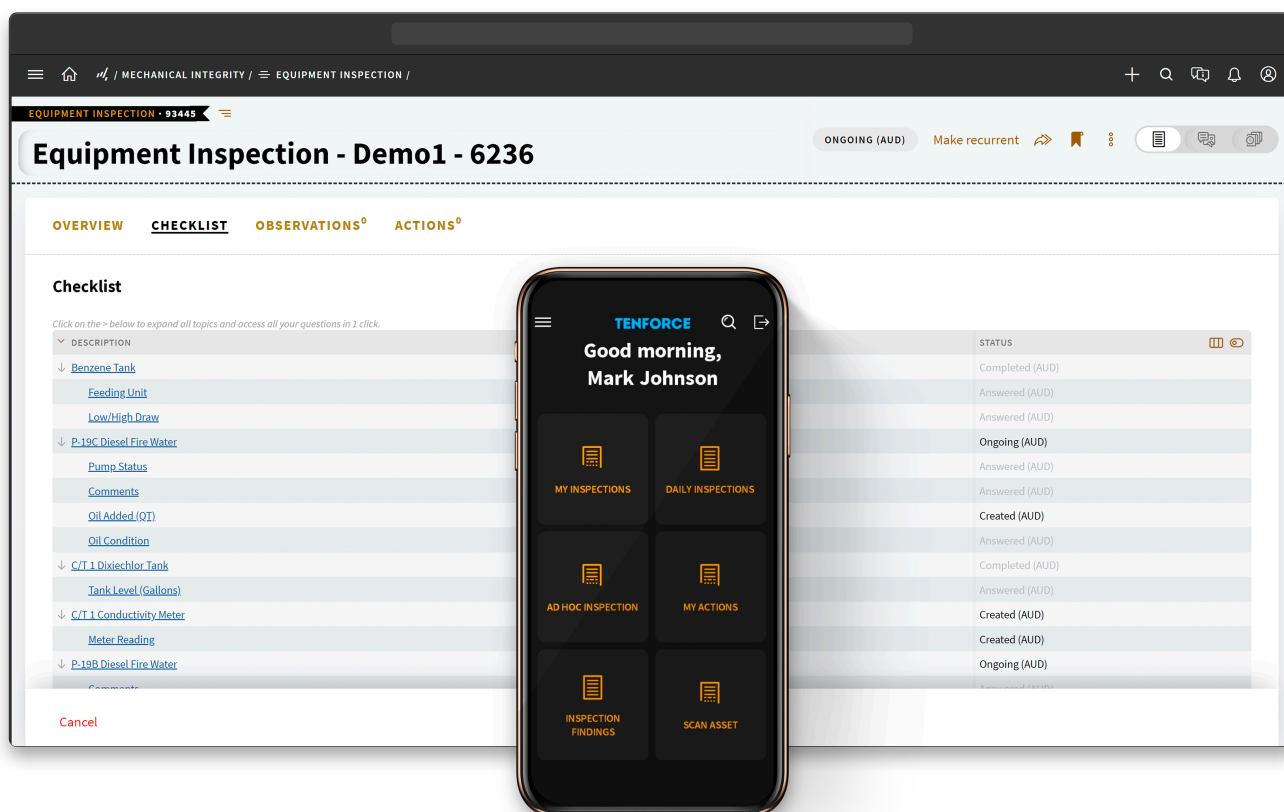 / MECHANICAL INTEGRITY / EQUIPMENT INSPECTION /
EQUIPMENT INSPECTION • 93445
Equipment Inspection - Demo1 - 6236
ONGOING (AUD)
Make recurrent
OVERVIEW CHECKLIST OBSERVATIONS0 ACTIONS0
Checklist
Click on the > below to expand all topics and access all your questions in 1 click.
DESCRIPTION STATUS
Benzene Tank Completed (AUD)
Feeding Unit Answered (AUD)
Low/High Draw Answered (AUD)
P-19C Diesel Fire Water Ongoing (AUD)
Pump Status Answered (AUD)
Comments Answered (AUD)
Oil Added (QT) Created (AUD)
Oil Condition Answered (AUD)
C/T 1 Dixiechlor Tank Completed (AUD)
Tank Level (Gallons) Answered (AUD)
C/T 1 Conductivity Meter Created (AUD)
Meter Reading Created (AUD)
P-19B Diesel Fire Water Ongoing (AUD)
Comments Answered (AUD)
Cancel
TENFORCE
Good morning,
Mark Johnson
MY INSPECTIONS
DAILY INSPECTIONS
AD HOC INSPECTION
MY ACTIONS
INSPECTION
FINDINGS
SCAN ASSET